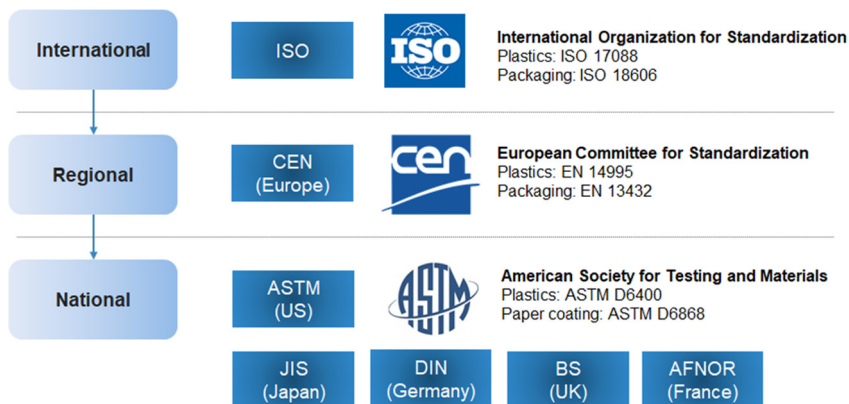 International
ISO
ISO
International Organization for Standardization
Plastics: ISO 17088
Packaging: ISO 18606
Regional
CEN
(Europe)
cen
European Committee for Standardization
Plastics: EN 14995
Packaging: EN 13432
National
ASTM
(US)
ASTM
American Society for Testing and Materials
Plastics: ASTM D6400
Paper coating: ASTM D6868
JIS
(Japan)
DIN
(Germany)
BS
(UK)
AFNOR
(France)